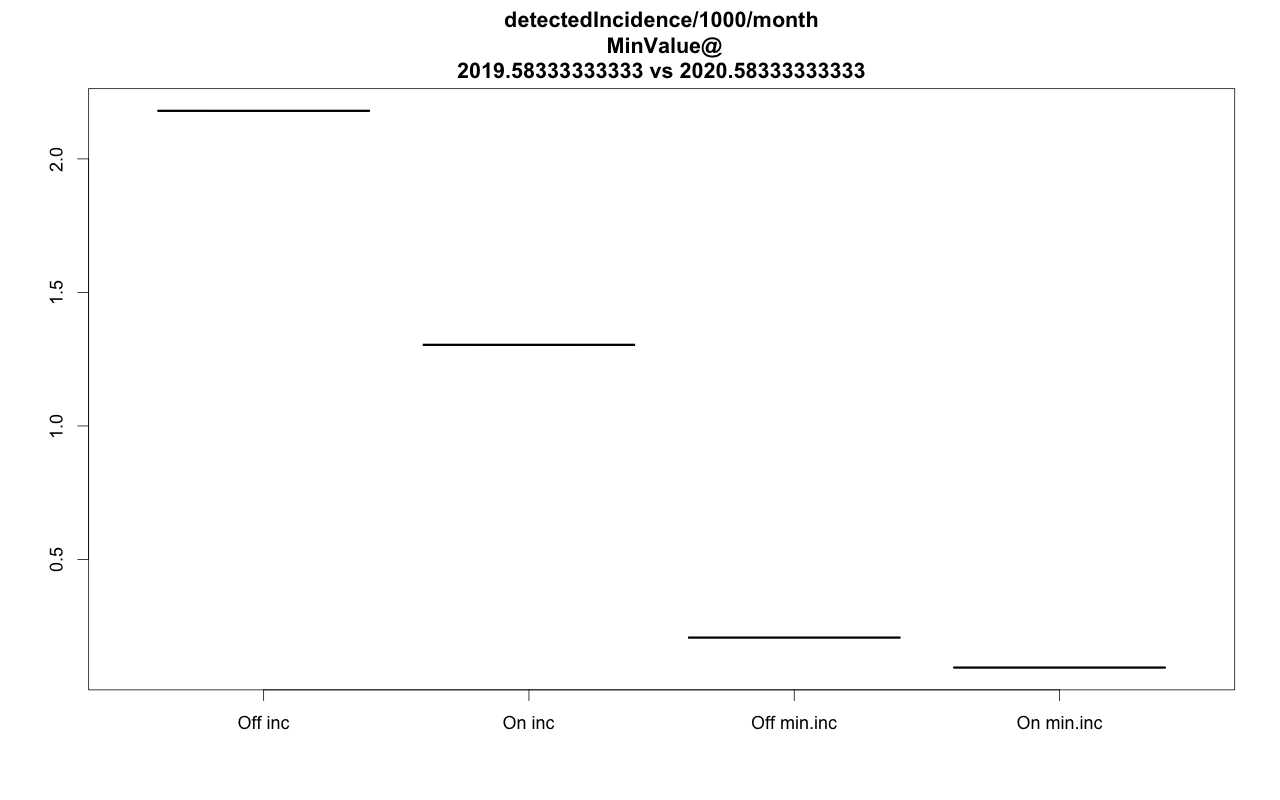 detectedIncidence/1000/month
MinValue@
2019.58333333333 vs 2020.58333333333
2.0
1.5
1.0
0.5
Off inc
On inc
Off min.inc
On min.inc